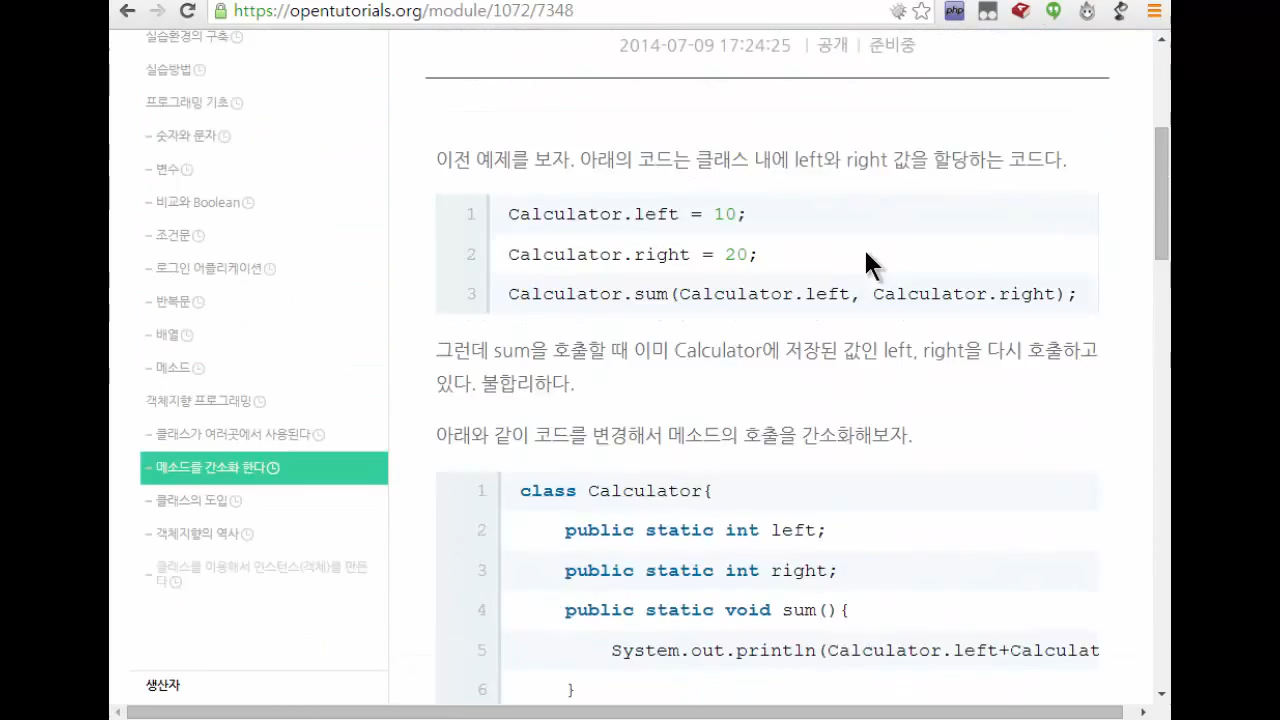 https://opentutorials.org/module/1072/7348
php
실습환경의 구축
실습방법
프로그래밍 기초
– 숫자와 문자
– 변수
– 비교와 Boolean
– 조건문
– 로그인 어플리케이션
– 반복문
– 배열
– 메소드
객체지향 프로그래밍
– 클래스가 여러곳에서 사용된다
– 메소드를 간소화 한다
– 클래스의 도입
– 객체지향의 역사
– 클래스를 이용해서 인스턴스(객체)를 만든
다
생산자
2014-07-09 17:24:25 | 공개 | 준비중
이전 예제를 보자. 아래의 코드는 클래스 내에 left와 right 값을 할당하는 코드다.
1 Calculator.left = 10;
2 Calculator.right = 20;
3 Calculator.sum(Calculator.left, Calculator.right);
그런데 sum을 호출할 때 이미 Calculator에 저장된 값인 left, right을 다시 호출하고
있다. 불합리하다.
아래와 같이 코드를 변경해서 메소드의 호출을 간소화해보자.
1 class Calculator{
2 public static int left;
3 public static int right;
4 public static void sum(){
5 System.out.println(Calculator.left+Calculat
6 }